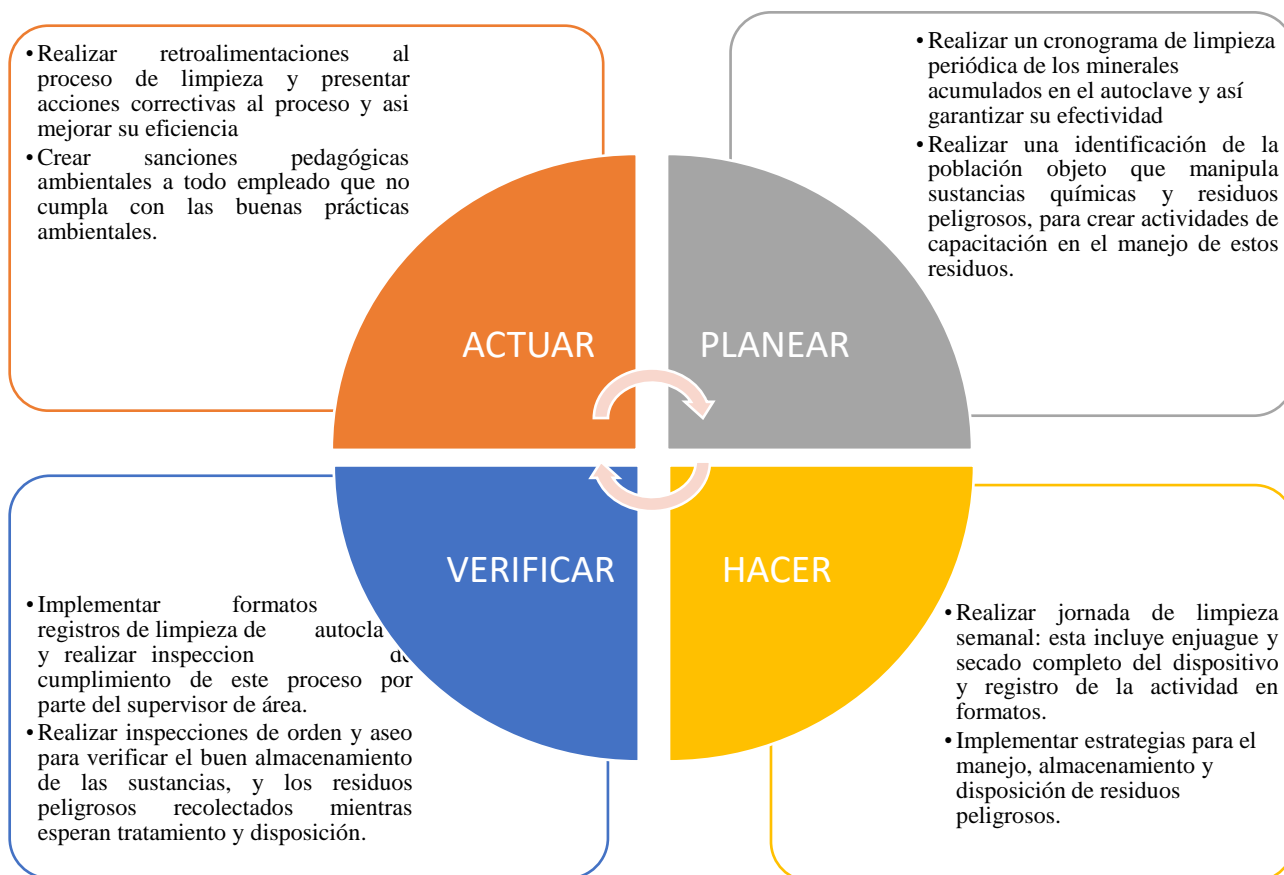 • Realizar retroalimentaciones al
proceso de limpieza y presentar
acciones correctivas al proceso y asi
mejorar su eficiencia
• Crear sanciones pedagógicas
ambientales a todo empleado que no
cumpla con las buenas prácticas
ambientales.
• Realizar un cronograma de limpieza
periódica de los minerales
acumulados en el autoclave y así
garantizar su efectividad
• Realizar una identificación de la
población objeto que manipula
sustancias químicas y residuos
peligrosos, para crear actividades de
capacitación en el manejo de estos
residuos.
ACTUAR
PLANEAR
VERIFICAR
HACER
• Implementar formatos
registros de limpieza de
y realizar inspeccion de
cumplimiento de este proceso por
parte del supervisor de área.
• Realizar inspecciones de orden y aseo
para verificar el buen almacenamiento
de las sustancias, y los residuos
peligrosos recolectados mientras
esperan tratamiento y disposición.
• Realizar jornada de limpieza
semanal: esta incluye enjuague y
secado completo del dispositivo
y registro de la actividad en
formatos.
• Implementar estrategias para el
manejo, almacenamiento y
disposición de residuos
peligrosos.